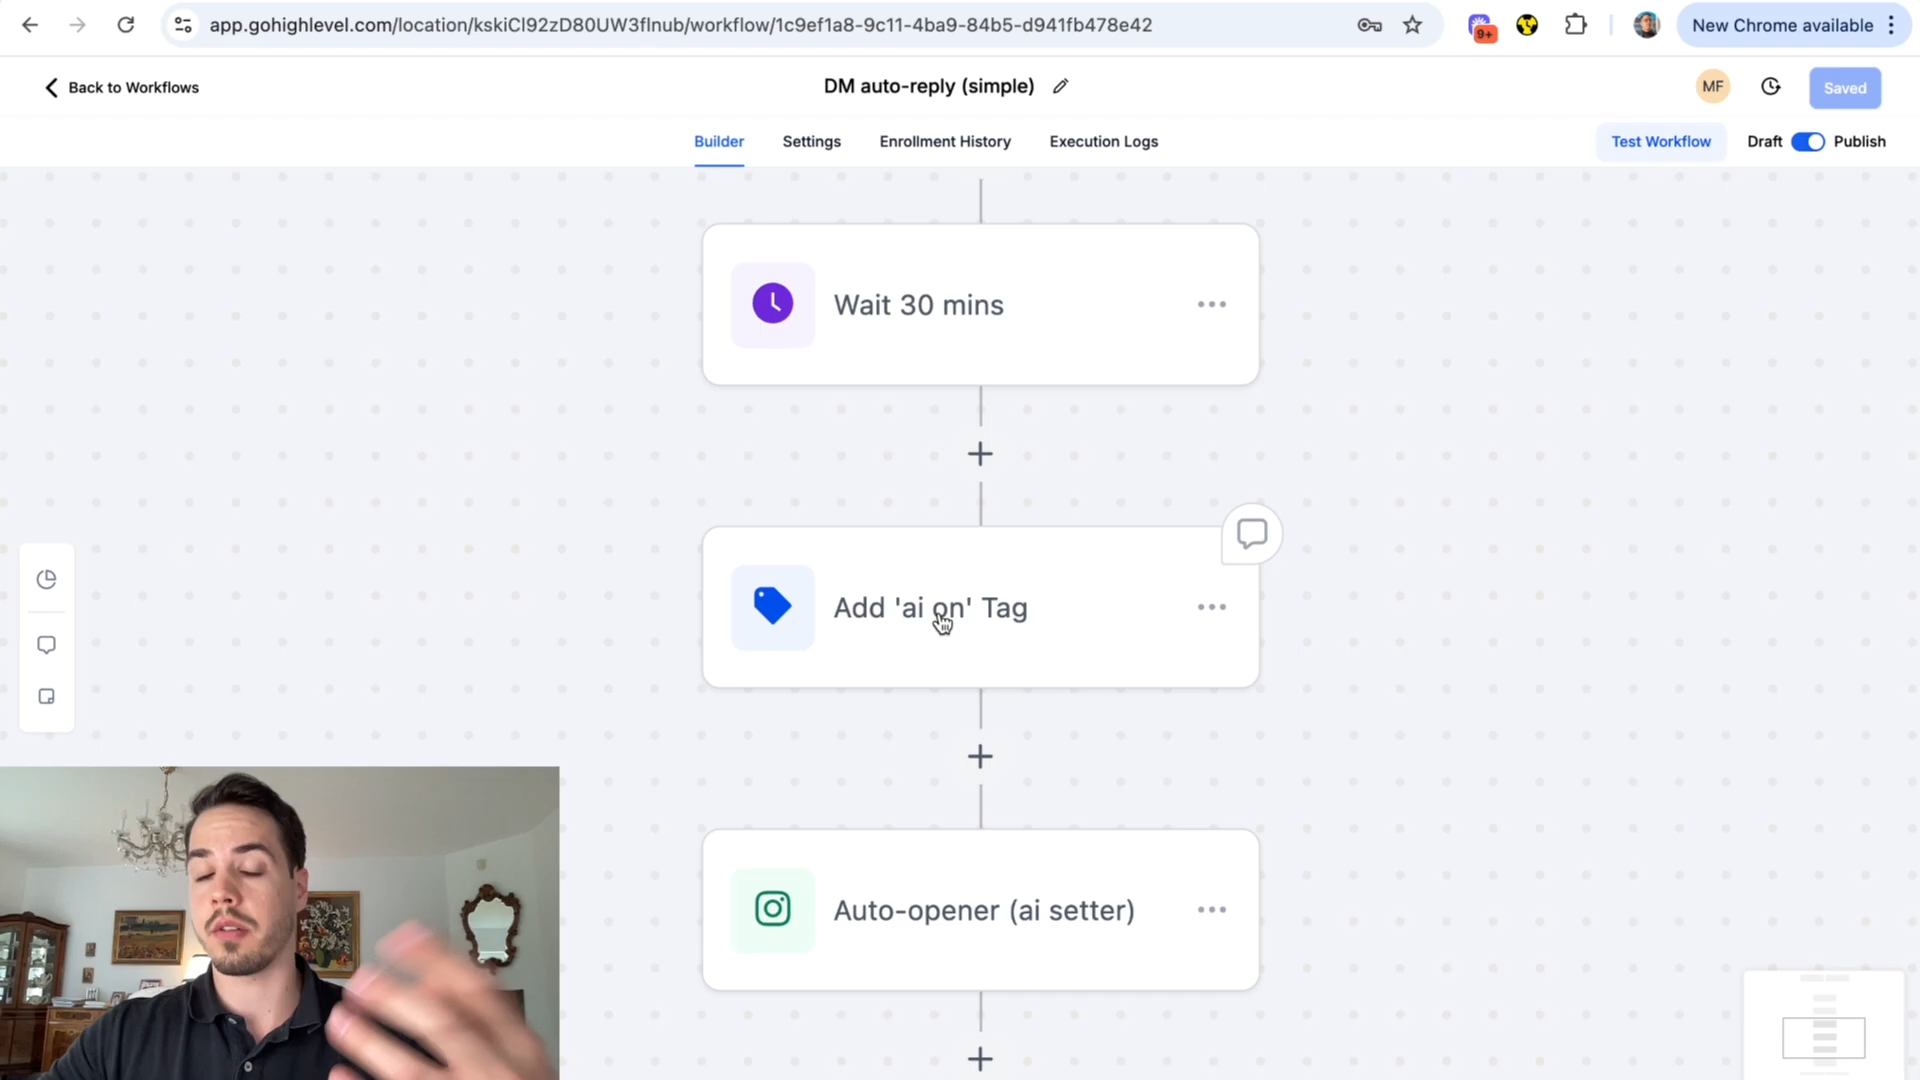 app.gohighlevel.com/location/kskiCl92zD80UW3flnub/workflow/1c9ef1a8-9c11-4ba9-84b5-d941fb478e42
9+
New Chrome available
Back to Workflows
DM auto-reply (simple)
MF
Saved
Builder
Settings
Enrollment History
Execution Logs
Test Workflow
Draft
Publish
Wait 30 mins
Add 'ai on' Tag
Auto-opener (ai setter)